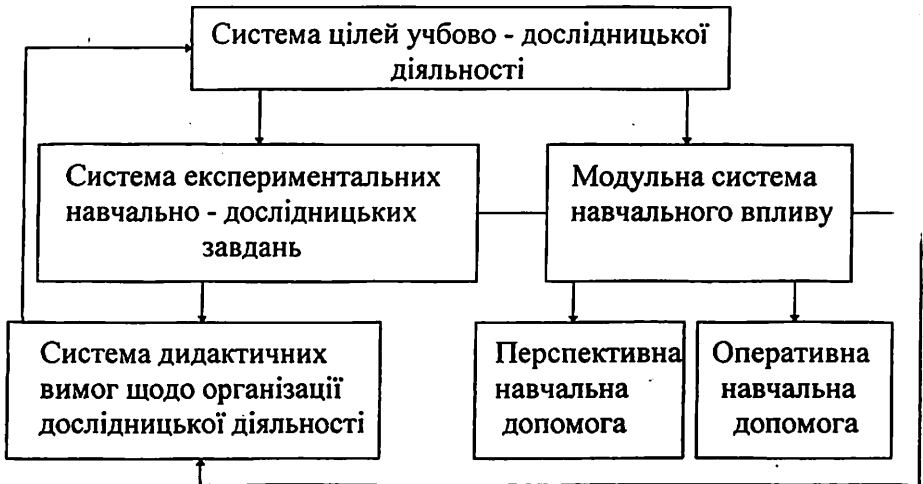 Система цілей учбово - дослідницької
діяльності
Система експериментальних
навчально - дослідницьких
завдань
Модульна система
навчального впливу
Система дидактичних
вимог щодо організації
дослідницької діяльності
Перспективна
навчальна
допомога
Оперативна
навчальна
допомога